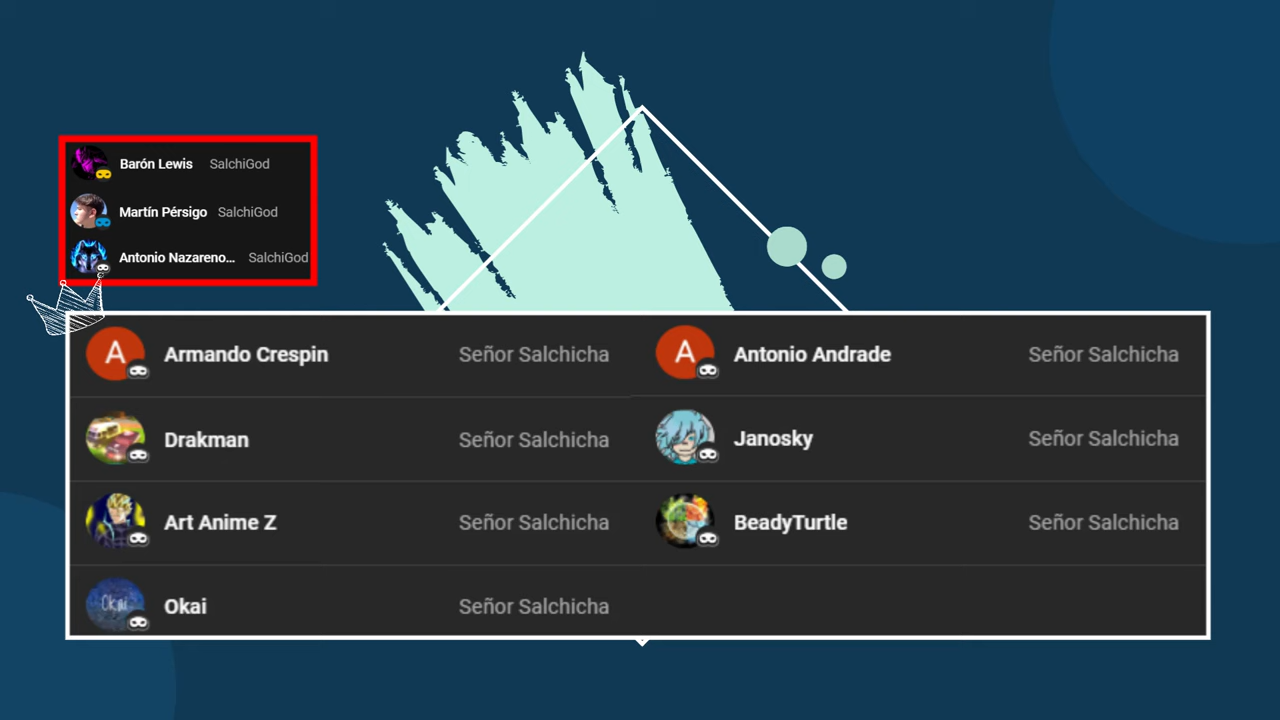 Barón Lewis SalchiGod
Martín Pérsigo SalchiGod
Antonio Nazareno... SalchiGod
A Armando Crespin Señor Salchicha A Antonio Andrade Señor Salchicha
Drakman Señor Salchicha Janosky Señor Salchicha
Art Anime Z Señor Salchicha BeadyTurtle Señor Salchicha
Okai Okai Señor Salchicha